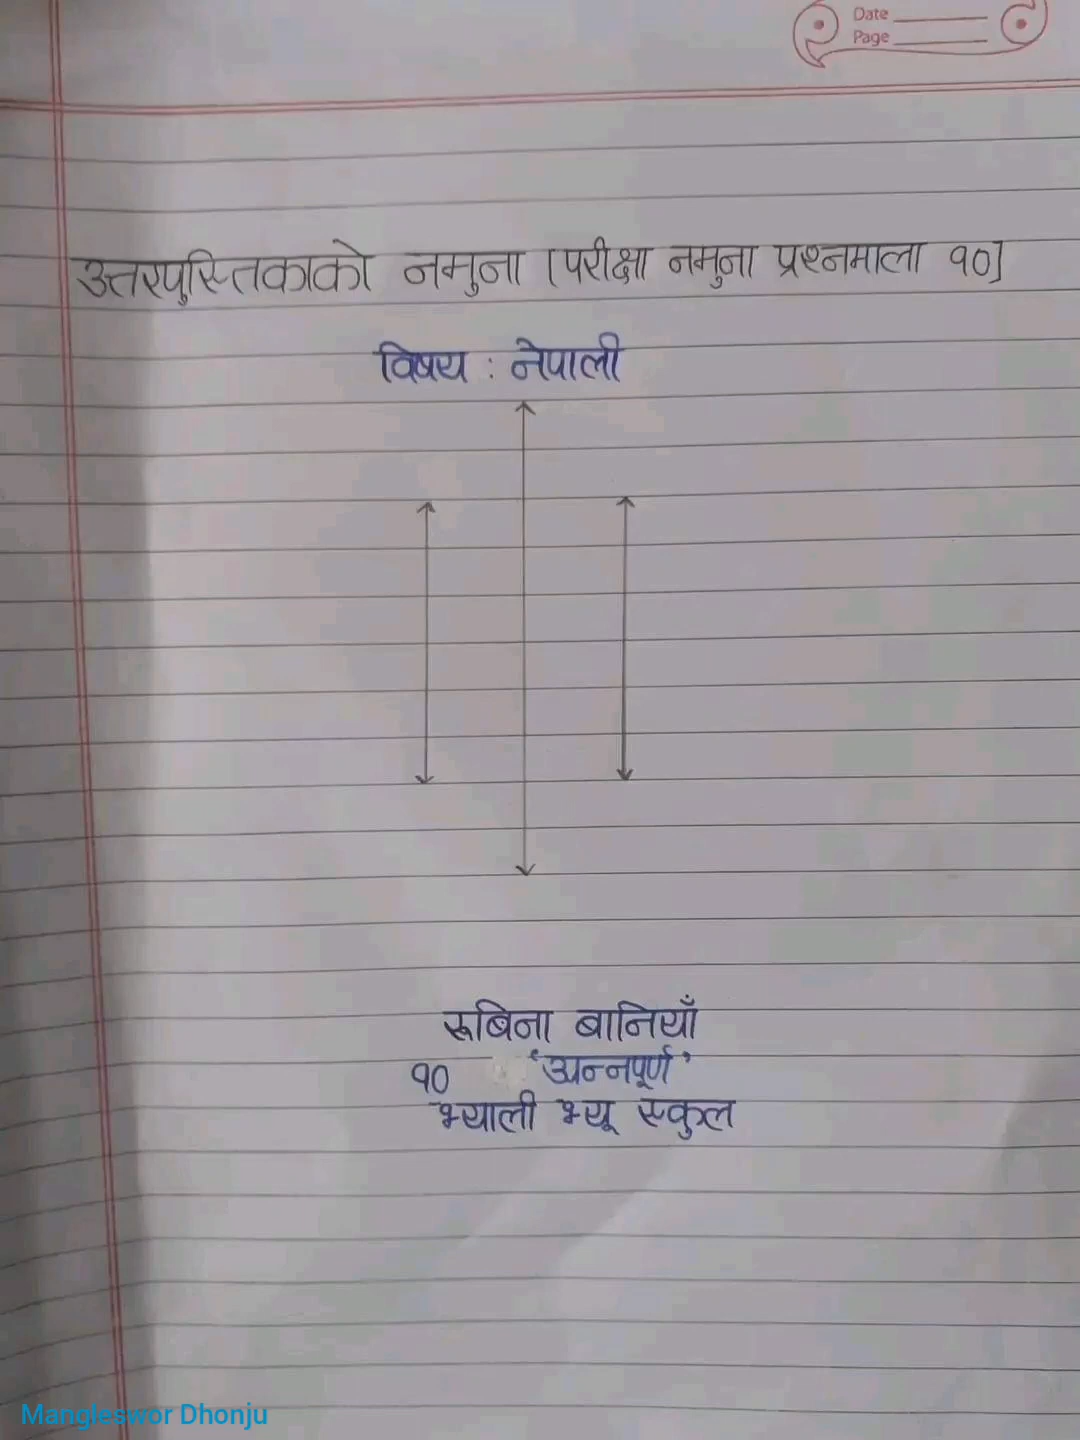 Date
Page
उत्तरपुस्तिकाको नमुना [परीक्षा नमुना प्रश्नमाला १०]
विषय : नेपाली
रूबिना बानियाँ
१० 'अन्नपूर्ण'
भ्याली भ्यू स्कुल
Mangleswor Dhonju